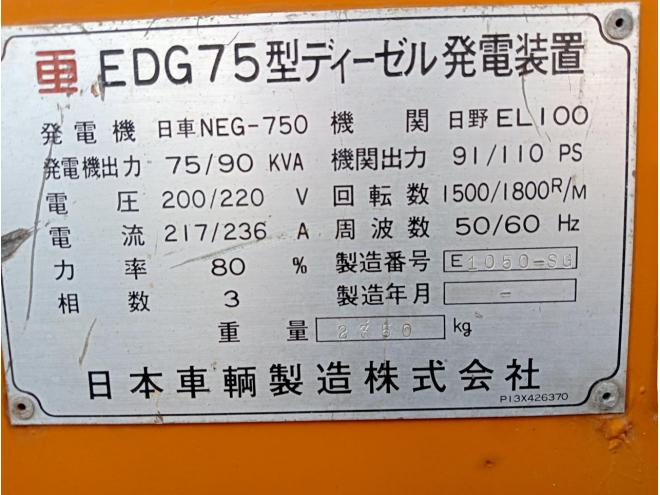 車 EDG75型ディーゼル発電装置
発電機 日車NEG-750 機関 日野EL100
発電機出力 75/90 KVA 機関出力 91/110 PS
電圧 200/220 V 回転数 1500/1800R/M
電流 217/236 A 周波数 50/60 Hz
力率 80 % 製造番号 E1050-SG
相数 3 製造年月 -
重量 2750 kg
日本車輌製造株式会社
P13X426370